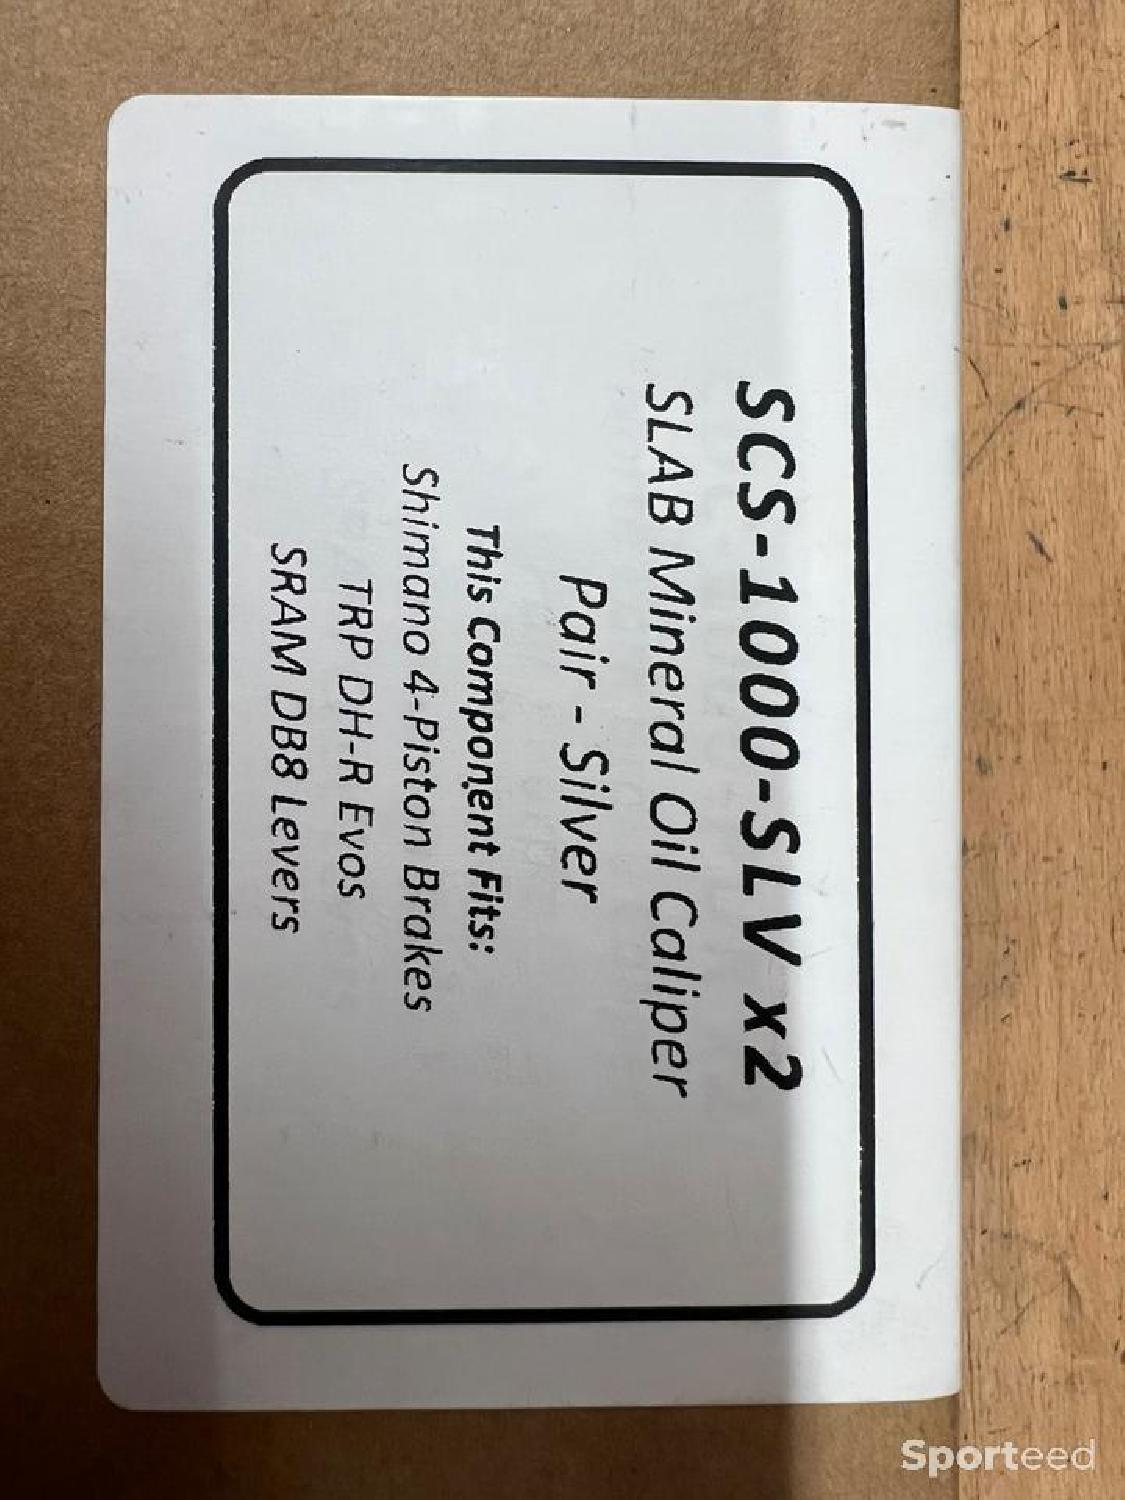 SCS-1000-SLV x2
SLAB Mineral Oil Caliper
Pair - Silver
This Component Fits:
Shimano 4-Piston Brakes
TRP DH-R Evos
SRAM DB8 Levers
Sporteed